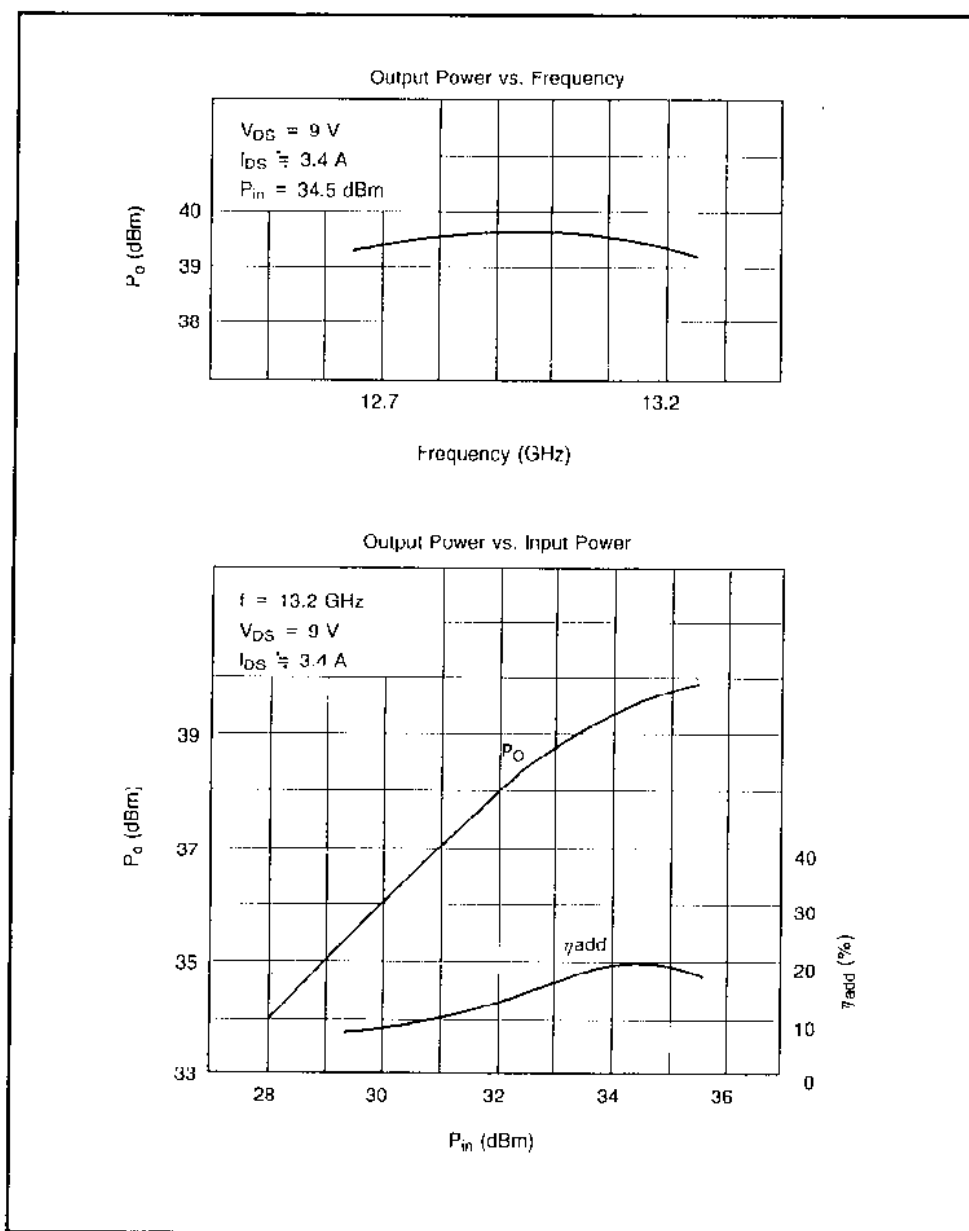 Output Power vs. Frequency
VDS = 9 V
IDS ≒ 3.4 A
Pin = 34.5 dBm
40
39
38
Po (dBm)
12.7 13.2
Frequency (GHz)
Output Power vs. Input Power
f = 13.2 GHz
VDS = 9 V
IDS ≒ 3.4 A
PO
ηadd
39
37
35
33
Po (dBm)
40
30
20
10
0
ηadd (%)
28 30 32 34 36
Pin (dBm)